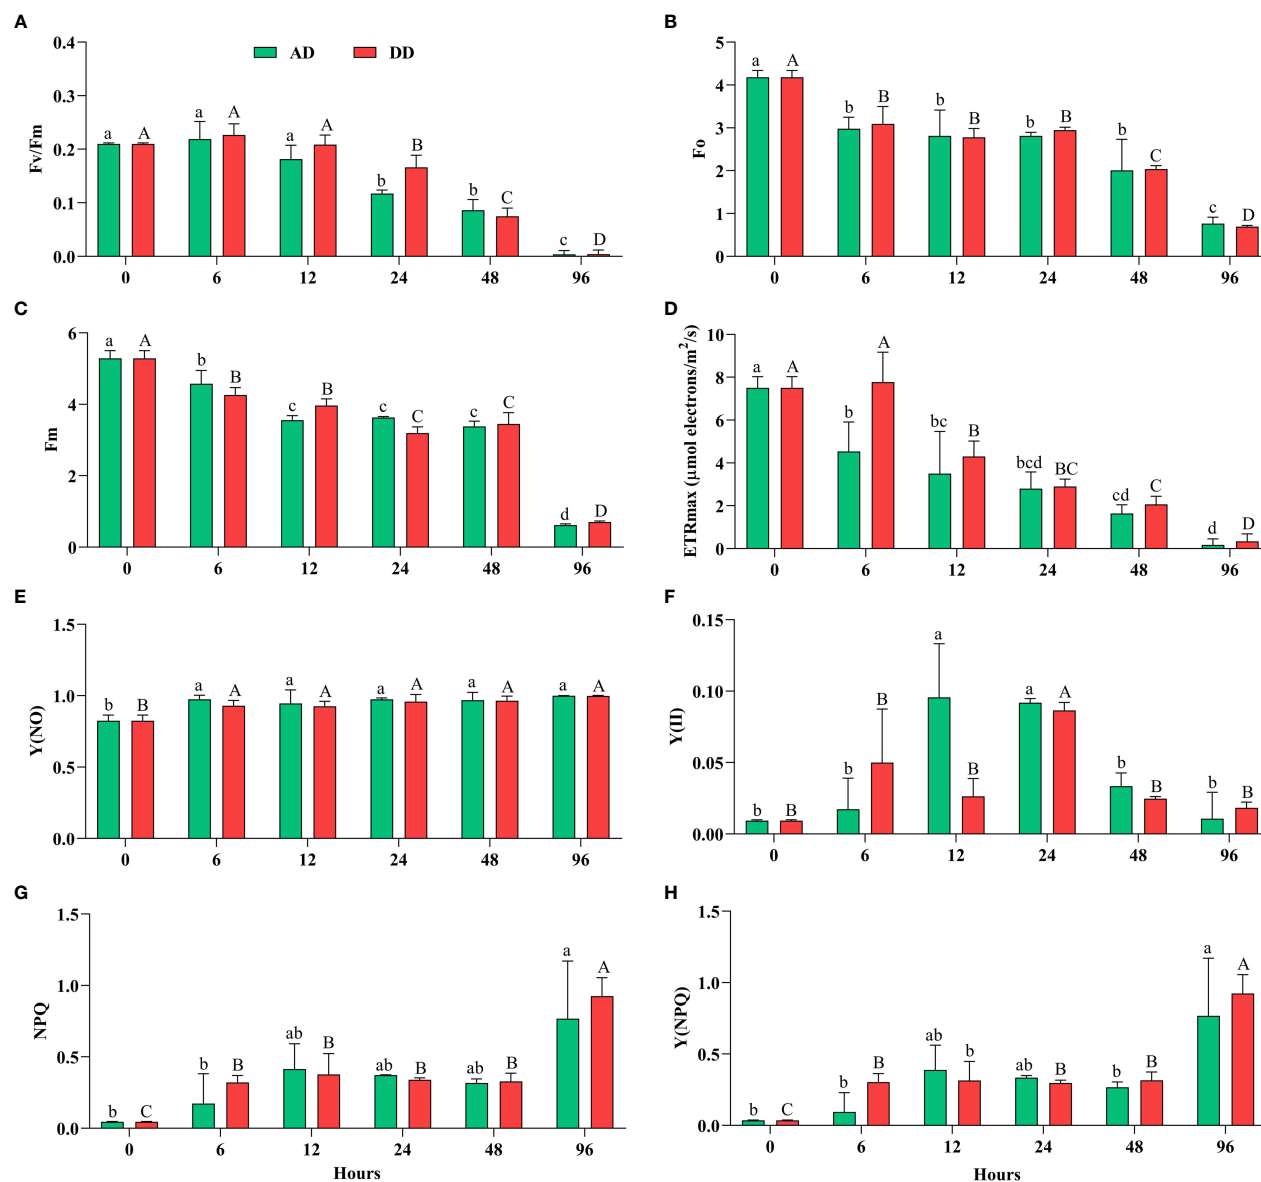 A
B
0.4
0.3
0.2
0.1
0.0
Fv/Fm
AD DD
a A a A a A b B b C c D
0 6 12 24 48 96
5
4
3
2
1
0
Fo
a A b B b B b B b C c D
0 6 12 24 48 96
C
D
6
4
2
0
Fm
a A b B c B c C c C d D
0 6 12 24 48 96
10
8
6
4
2
0
ETRmax (μmol electrons/m²/s)
a A b A bc B bcd BC cd C d D
0 6 12 24 48 96
E
F
1.5
1.0
0.5
0.0
Y(NO)
b B a A a A a A a A a A
0 6 12 24 48 96
0.15
0.10
0.05
0.00
Y(II)
b B b B a B a A b B b B
0 6 12 24 48 96
G
H
1.5
1.0
0.5
0.0
NPQ
b C b B ab B ab B ab B a A
0 6 12 24 48 96
Hours
1.5
1.0
0.5
0.0
Y(NPQ)
b C b B ab b ab B b B a A
0 6 12 24 48 96
Hours